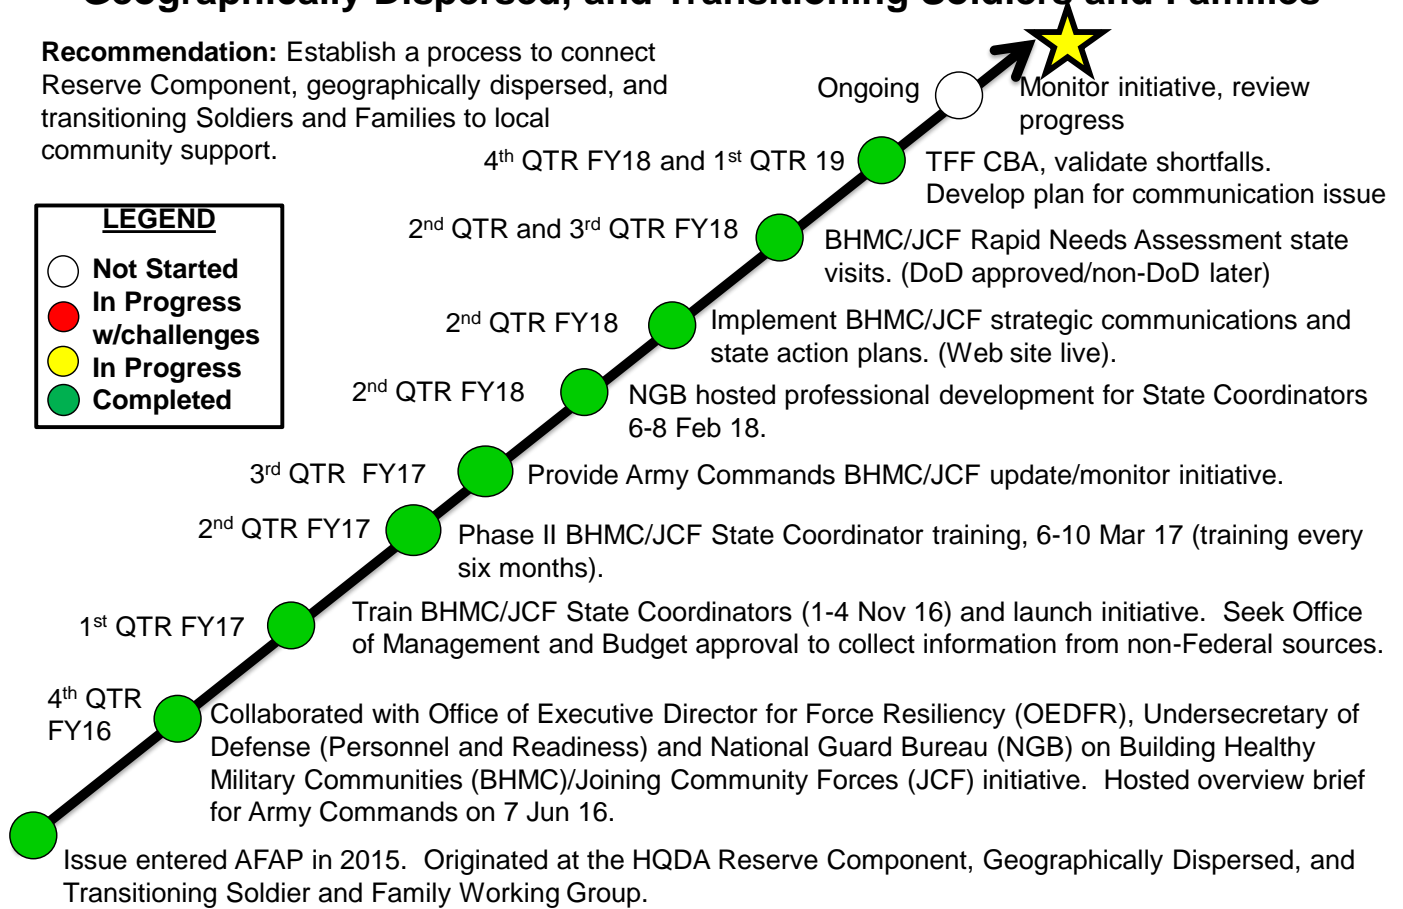 Geographically Dispersed, and Transitioning Soldiers and Families
Recommendation: Establish a process to connect
Reserve Component, geographically dispersed, and
transitioning Soldiers and Families to local
community support.
Ongoing
Monitor initiative, review
progress
4th QTR FY18 and 1st QTR 19
TFF CBA, validate shortfalls.
Develop plan for communication issue
LEGEND
Not Started
In Progress
w/challenges
In Progress
Completed
2nd QTR and 3rd QTR FY18
BHMC/JCF Rapid Needs Assessment state
visits. (DoD approved/non-DoD later)
2nd QTR FY18
Implement BHMC/JCF strategic communications and
state action plans. (Web site live).
2nd QTR FY18
NGB hosted professional development for State Coordinators
6-8 Feb 18.
3rd QTR FY17
Provide Army Commands BHMC/JCF update/monitor initiative.
2nd QTR FY17
Phase II BHMC/JCF State Coordinator training, 6-10 Mar 17 (training every
six months).
1st QTR FY17
Train BHMC/JCF State Coordinators (1-4 Nov 16) and launch initiative. Seek Office
of Management and Budget approval to collect information from non-Federal sources.
4th QTR
FY16
Collaborated with Office of Executive Director for Force Resiliency (OEDFR), Undersecretary of
Defense (Personnel and Readiness) and National Guard Bureau (NGB) on Building Healthy
Military Communities (BHMC)/Joining Community Forces (JCF) initiative. Hosted overview brief
for Army Commands on 7 Jun 16.
Issue entered AFAP in 2015. Originated at the HQDA Reserve Component, Geographically Dispersed, and
Transitioning Soldier and Family Working Group.